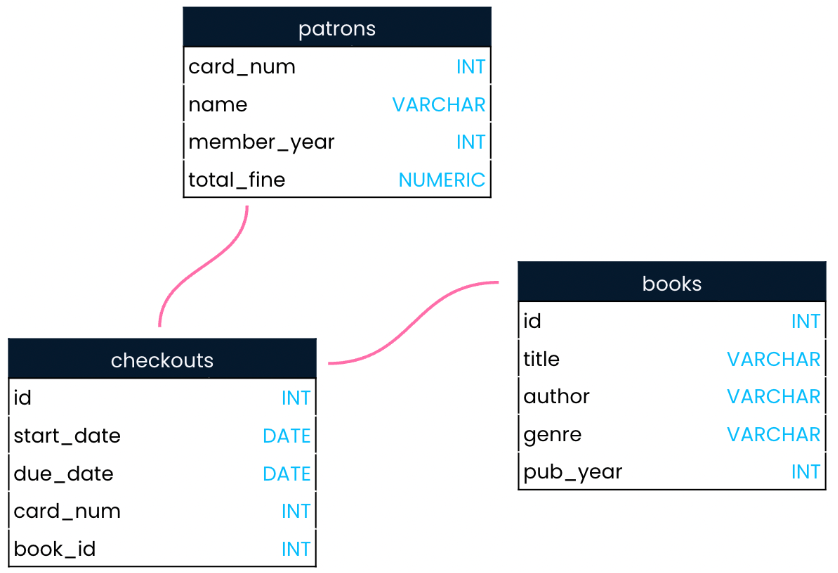 patrons
card_num INT
name VARCHAR
member_year INT
total_fine NUMERIC
books
id INT
title VARCHAR
author VARCHAR
genre VARCHAR
pub_year INT
checkouts
id INT
start_date DATE
due_date DATE
card_num INT
book_id INT